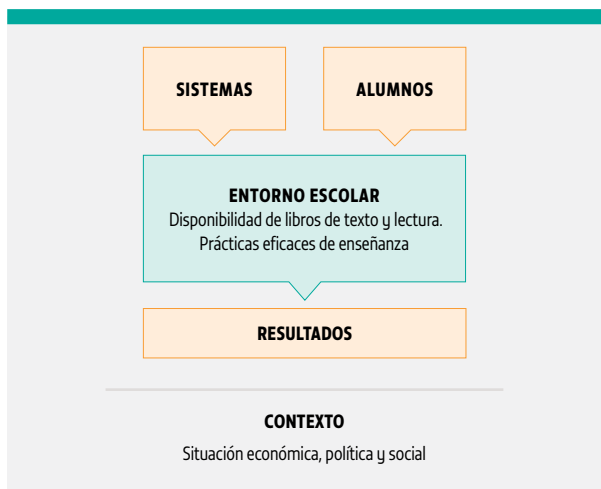 SISTEMAS
ALUMNOS
ENTORNO ESCOLAR
Disponibilidad de libros de texto y lectura.
Prácticas eficaces de enseñanza
RESULTADOS
CONTEXTO
Situación económica, política y social